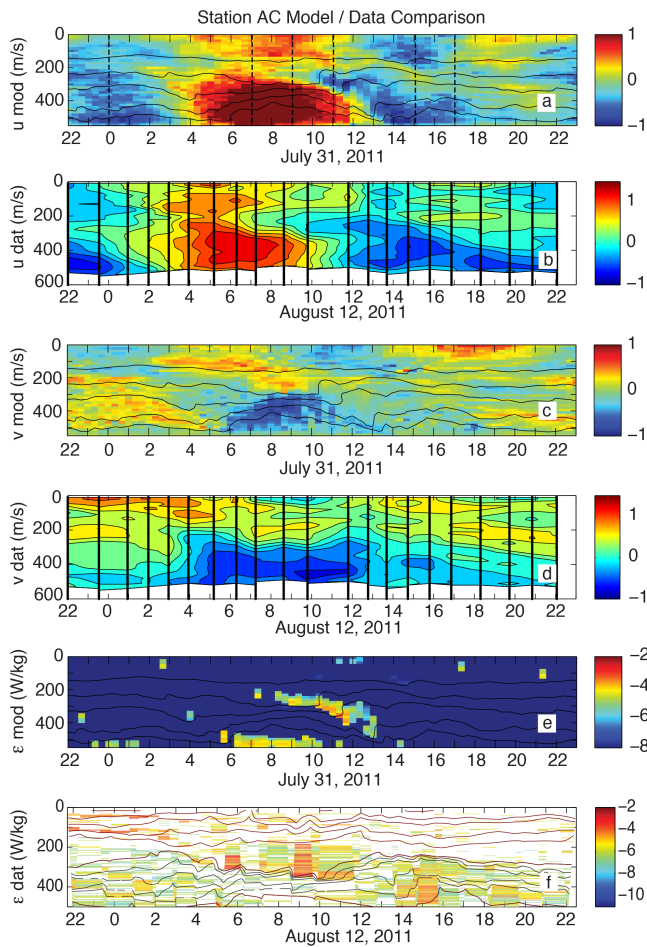 Station AC Model / Data Comparison
u mod (m/s)
0
200
400
a
1
0
−1
22 0 2 4 6 8 10 11 14 16 18 20 22
July 31, 2011
u dat (m/s)
0
200
400
600
b
1
0
−1
22 0 2 4 6 8 10 12 14 16 18 20 22
August 12, 2011
v mod (m/s)
0
200
400
c
1
0
−1
22 0 2 4 6 8 10 12 14 16 18 20 22
July 31, 2011
v dat (m/s)
0
200
400
600
d
1
0
−1
22 0 2 4 6 8 10 12 14 16 18 20 22
August 12, 2011
ε mod (W/kg)
0
200
400
e
−2
−4
−6
−8
22 0 2 4 6 8 10 12 14 16 18 20 22
July 31, 2011
ε dat (W/kg)
0
200
400
f
−2
−4
−6
−8
−10
22 0 2 4 6 8 10 12 14 16 18 20 22
August 12, 2011